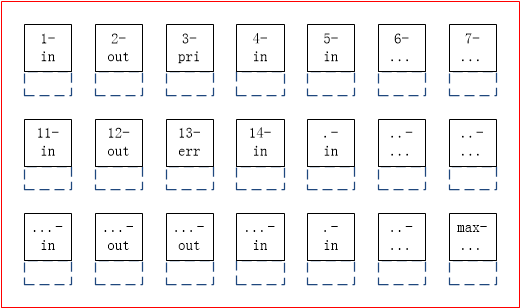 1- 2- 3- 4- 5- 6- 7-
in out pri in in ... ...
11- 12- 13- 14- .- ..- ..-
in out err in in ... ...
...- ...- ...- ...- .- ..- max-
in out out in in ... ...